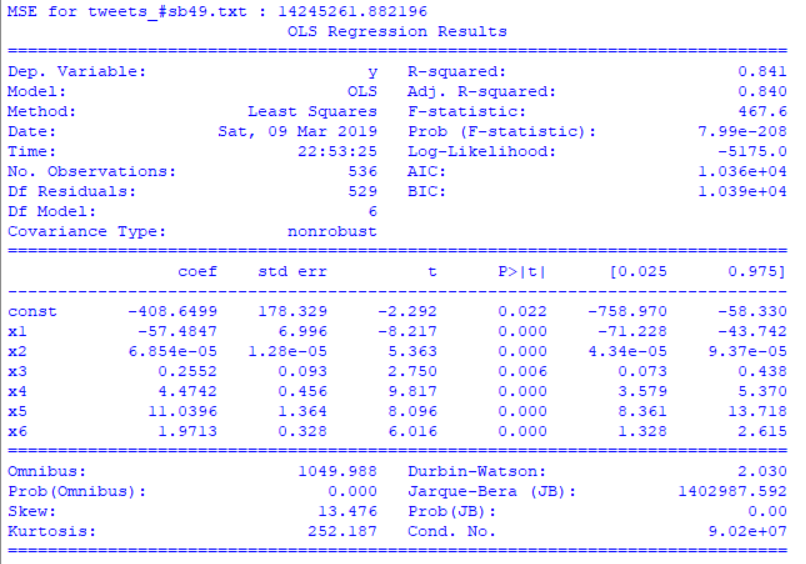 MSE for tweets_#sb49.txt : 14245261.882196
OLS Regression Results
==============================================================================
Dep. Variable: y R-squared: 0.841
Model: OLS Adj. R-squared: 0.840
Method: Least Squares F-statistic: 467.6
Date: Sat, 09 Mar 2019 Prob (F-statistic): 7.99e-208
Time: 22:53:25 Log-Likelihood: -5175.0
No. Observations: 536 AIC: 1.036e+04
Df Residuals: 529 BIC: 1.039e+04
Df Model: 6
Covariance Type: nonrobust
==============================================================================
coef std err t P>|t| [0.025 0.975]
------------------------------------------------------------------------------
const -408.6499 178.329 -2.292 0.022 -758.970 -58.330
x1 -57.4847 6.996 -8.217 0.000 -71.228 -43.742
x2 6.854e-05 1.28e-05 5.363 0.000 4.34e-05 9.37e-05
x3 0.2552 0.093 2.750 0.006 0.073 0.438
x4 4.4742 0.456 9.817 0.000 3.579 5.370
x5 11.0396 1.364 8.096 0.000 8.361 13.718
x6 1.9713 0.328 6.016 0.000 1.328 2.615
==============================================================================
Omnibus: 1049.988 Durbin-Watson: 2.030
Prob(Omnibus): 0.000 Jarque-Bera (JB): 1402987.592
Skew: 13.476 Prob(JB): 0.00
Kurtosis: 252.187 Cond. No. 9.02e+07
==============================================================================